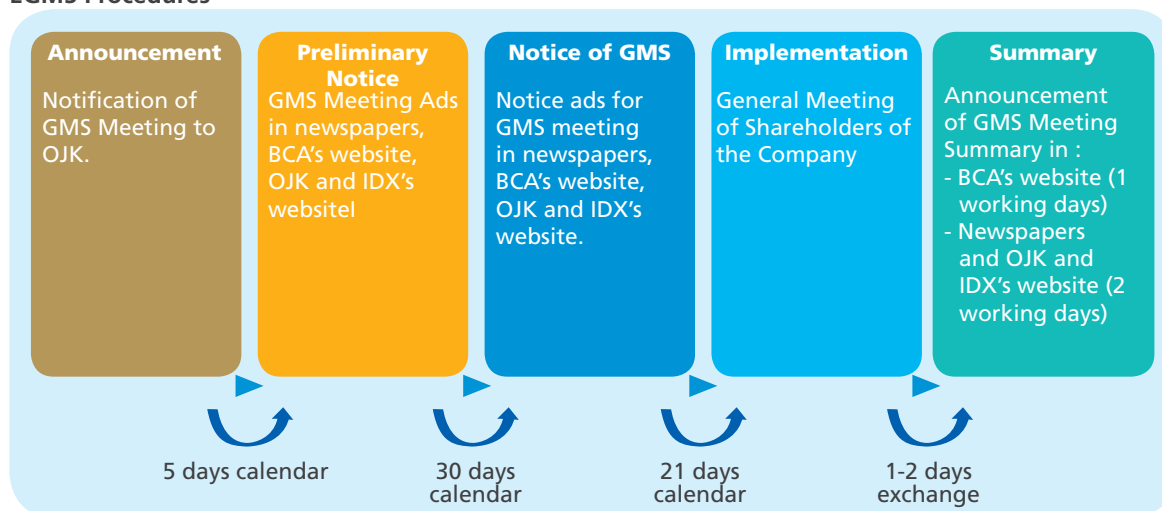 EGMS Procedures
Announcement
Notification of
GMS Meeting to
OJK.
Preliminary
Notice
GMS Meeting Ads
in newspapers,
BCA’s website,
OJK and IDX’s
websitel
Notice of GMS
Notice ads for
GMS meeting
in newspapers,
BCA’s website,
OJK and IDX’s
website.
Implementation
General Meeting
of Shareholders of
the Company
Summary
Announcement
of GMS Meeting
Summary in :
- BCA’s website (1
working days)
- Newspapers
and OJK and
IDX’s website (2
working days)
5 days calendar
30 days
calendar
21 days
calendar
1-2 days
exchange